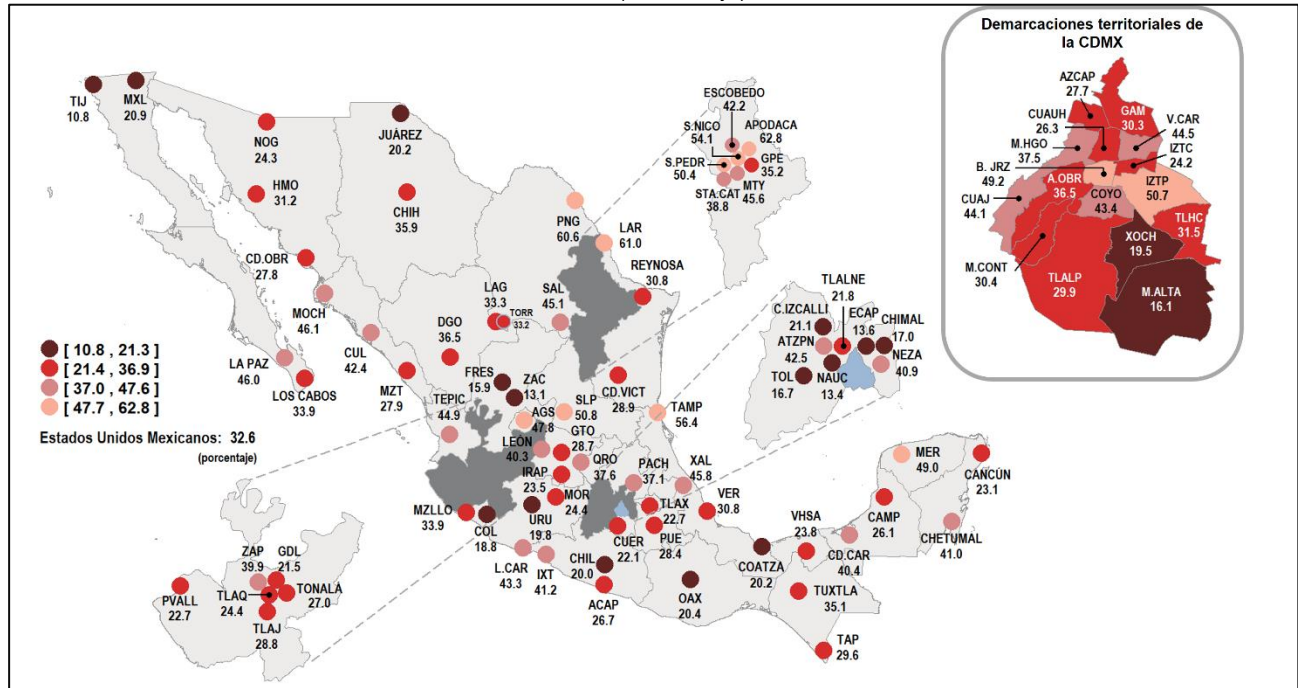 Demarcaciones territoriales de
la CDMX
AZCAP
27.7
CUAUH
26.3
GAM
30.3
V.CAR
44.5
M.HGO
37.5
IZTC
24.2
B. JRZ
49.2
A.OBR
36.5
IZTP
50.7
CUAJ
44.1
COYO
43.4
TLHC
31.5
XOCH
19.5
M.CONT
30.4
TLALP
29.9
M.ALTA
16.1
TIJ
10.8
MXL
20.9
NOG
24.3
JUÁREZ
20.2
HMO
31.2
CHIH
35.9
CD.OBR
27.8
MOCH
46.1
LA PAZ
46.0
LOS CABOS
33.9
CUL
42.4
MZT
27.9
DGO
36.5
LAG
33.3
TORR
33.2
SAL
45.1
PNG
60.6
LAR
61.0
REYNOSA
30.8
ESCOBEDO
42.2
S.NICO
54.1
APODACA
62.8
S.PEDR
50.4
GPE
35.2
STA.CAT
38.8
MTY
45.6
FRES
15.9
ZAC
13.1
CD.VICT
28.9
TEPIC
44.9
AGS
47.8
SLP
50.8
TAMP
56.4
LEÓN
40.3
GTO
28.7
IRAP
23.5
QRO
37.6
PACH
37.1
XAL
45.8
MOR
24.4
MZLLO
33.9
COL
18.8
URU
19.8
TLAX
22.7
VER
30.8
CUER
22.1
PUE
28.4
L.CAR
43.3
IXT
41.2
CHIL
20.0
ACAP
26.7
OAX
20.4
COATZA
20.2
VHSA
23.8
CD.CAR
40.4
TUXTLA
35.1
TAP
29.6
CAMP
26.1
MER
49.0
CANCÚN
23.1
CHETUMAL
41.0
TLALNE
21.8
C.IZCALLI
21.1
ECAP
13.6
CHIMAL
17.0
ATZPN
42.5
NEZA
40.9
TOL
16.7
NAUC
13.4
[ 10.8 , 21.3 ]
[ 21.4 , 36.9 ]
[ 37.0 , 47.6 ]
[ 47.7 , 62.8 ]
Estados Unidos Mexicanos: 32.6
(porcentaje)
ZAP
39.9
GDL
21.5
PVALL
22.7
TLAQ
24.4
TONALÁ
27.0
TLAJ
28.8